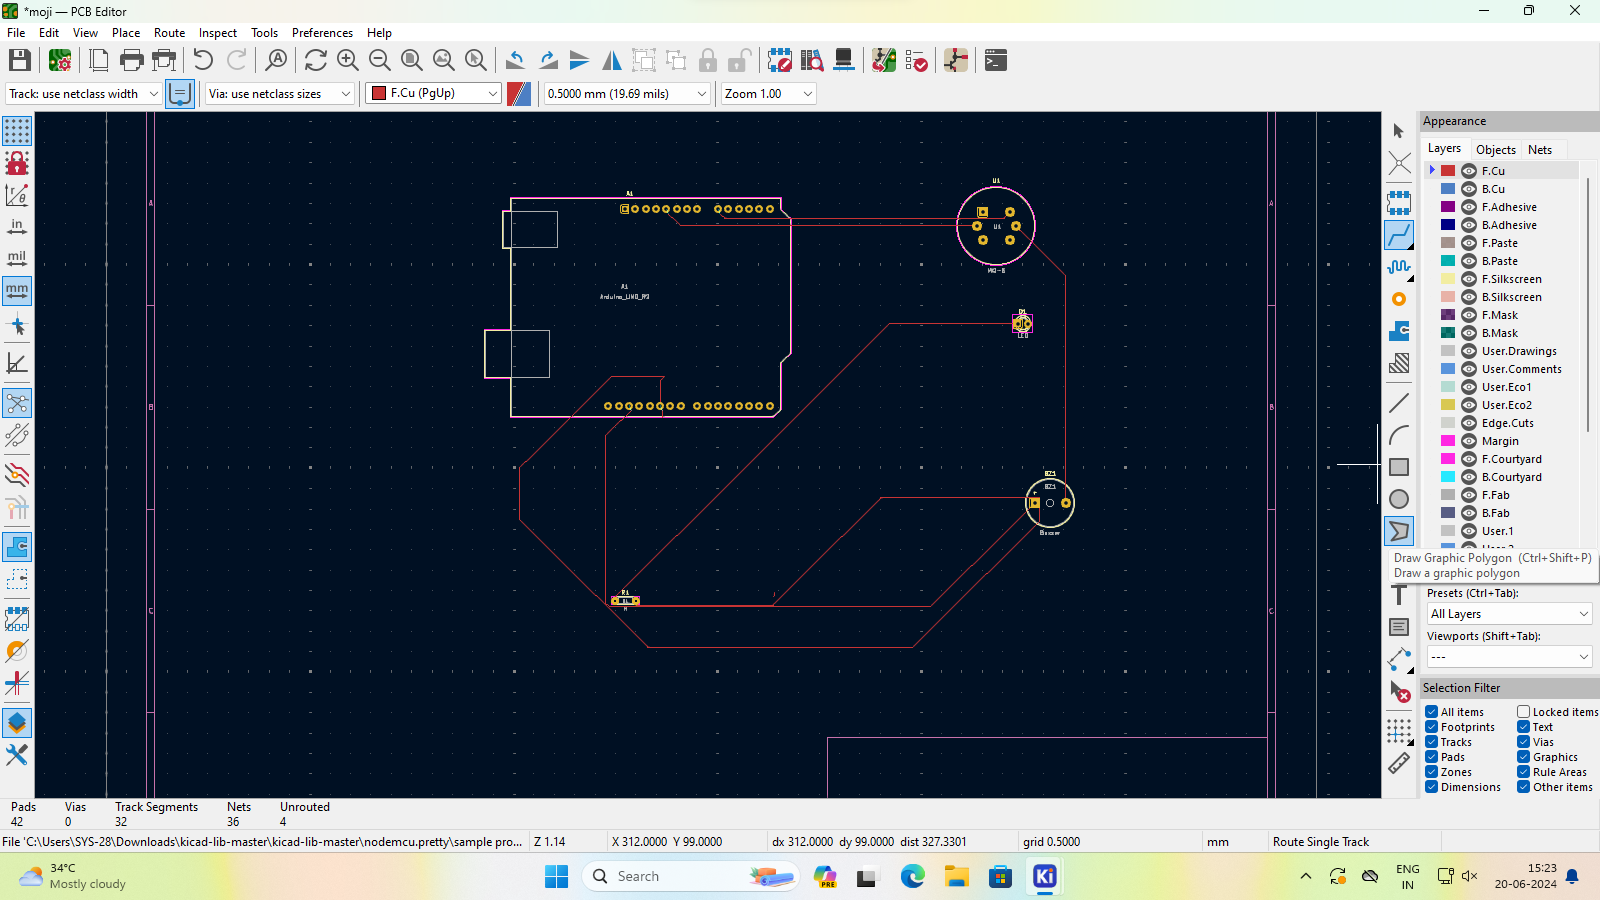 *moji — PCB Editor
File Edit View Place Route Inspect Tools Preferences Help
Track: use netclass width
Via: use netclass sizes
F.Cu (PgUp)
0.5000 mm (19.69 mils)
Zoom 1.00
in
mil
mm
A
B
C
A
B
C
A1
A1
Arduino_UNO_R3
U1
U1
MQ-6
D1
LED
BZ1
BZ1
+
Buzzer
R1
R1
R
Appearance
Layers Objects Nets
F.Cu
B.Cu
F.Adhesive
B.Adhesive
F.Paste
B.Paste
F.Silkscreen
B.Silkscreen
F.Mask
B.Mask
User.Drawings
User.Comments
User.Eco1
User.Eco2
Edge.Cuts
Margin
F.Courtyard
B.Courtyard
F.Fab
B.Fab
User.1
Draw Graphic Polygon (Ctrl+Shift+P)
Draw a graphic polygon
Presets (Ctrl+Tab):
All Layers
Viewports (Shift+Tab):
---
Selection Filter
All items Locked items
Footprints Text
Tracks Vias
Pads Graphics
Zones Rule Areas
Dimensions Other items
Pads Vias Track Segments Nets Unrouted
42 0 32 36 4
File 'C:\Users\SYS-28\Downloads\kicad-lib-master\kicad-lib-master\nodemcu.pretty\sample pro... Z 1.14 X 312.0000 Y 99.0000 dx 312.0000 dy 99.0000 dist 327.3301 grid 0.5000 mm Route Single Track
34°C
Mostly cloudy
Search
PRE
Ki
ENG
IN
15:23
20-06-2024